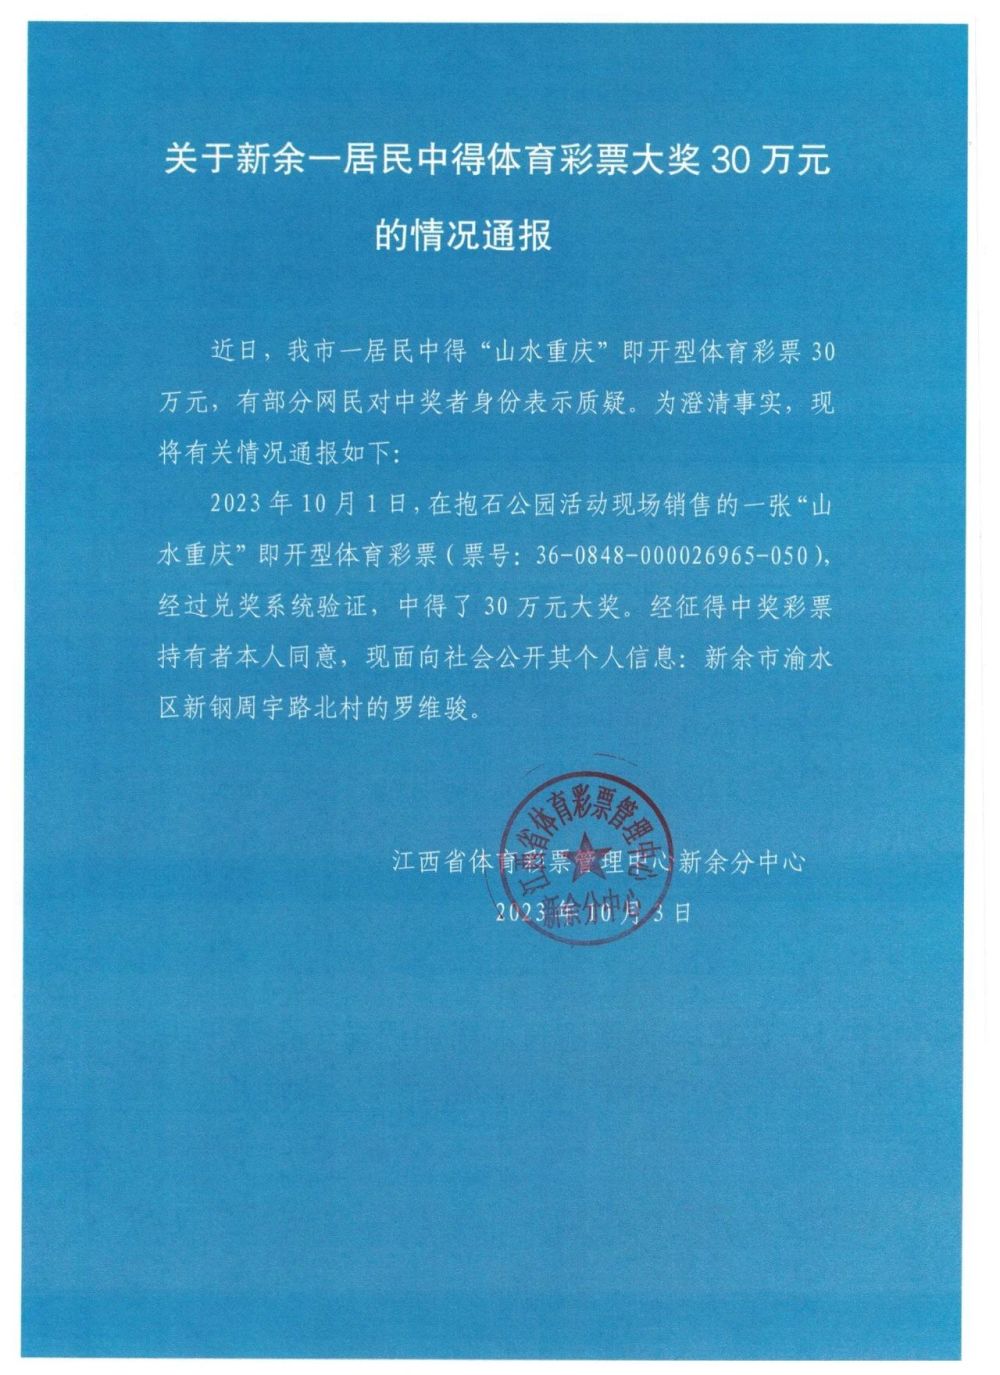 关于新余一居民中得体育彩票大奖 30 万元
的情况通报
近日，我市一居民中得“山水重庆”即开型体育彩票 30
万元，有部分网民对中奖者身份表示质疑。为澄清事实，现
将有关情况通报如下：
2023 年 10 月 1 日，在抱石公园活动现场销售的一张“山
水重庆”即开型体育彩票（票号：36-0848-000026965-050），
经过兑奖系统验证，中得了 30 万元大奖。经征得中奖彩票
持有者本人同意，现面向社会公开其个人信息：新余市渝水
区新钢周宇路北村的罗维骏。
江西省体育彩票管理中心
江西省体育彩票管理中心新余分中心
新余分中心
2023 年 10 月 3 日